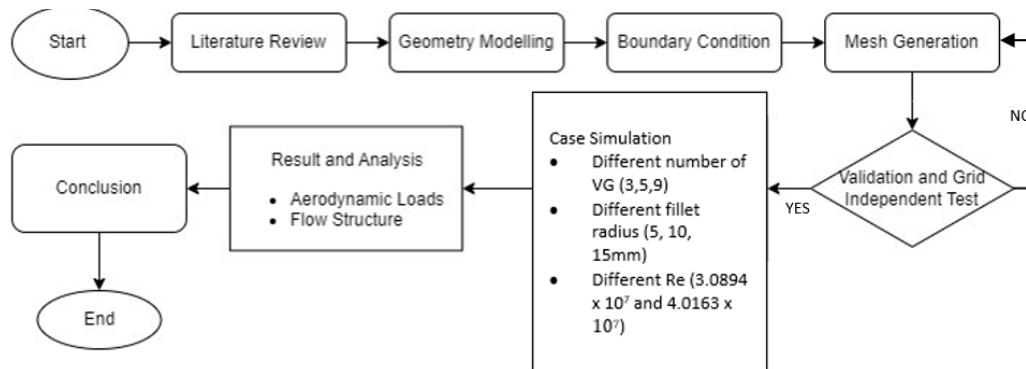 Start
Literature Review
Geometry Modelling
Boundary Condition
Mesh Generation
NO
Validation and Grid
Independent Test
YES
Case Simulation
● Different number of
VG (3,5,9)
● Different fillet
radius (5, 10,
15mm)
● Different Re (3.0894
x 10⁷ and 4.0163 x
10⁷)
Result and Analysis
• Aerodynamic Loads
• Flow Structure
Conclusion
End